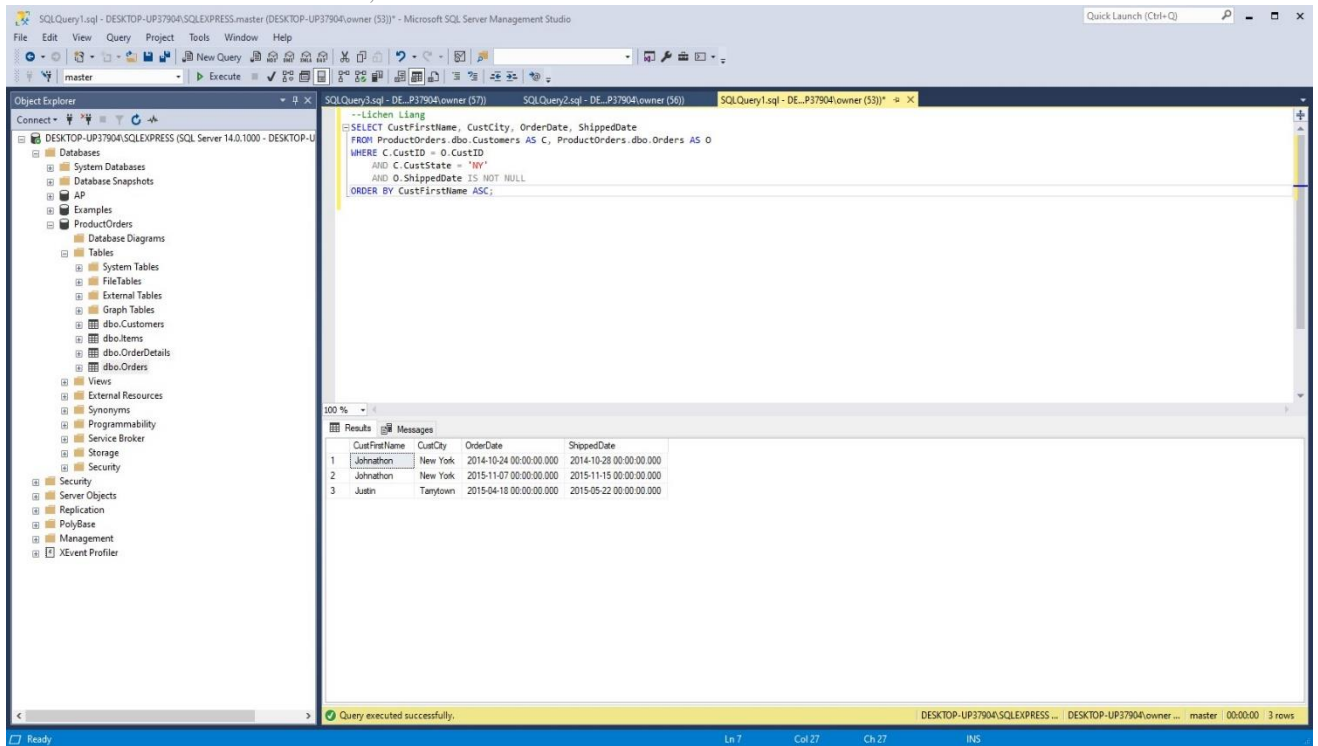 SQLQuery1.sql - DESKTOP-UP37904\SQLEXPRESS.master (DESKTOP-UP37904\owner (53))* - Microsoft SQL Server Management Studio
Quick Launch (Ctrl+Q)
File Edit View Query Project Tools Window Help
New Query
master Execute
Object Explorer
SQLQuery3.sql - DE...P37904\owner (57)) SQLQuery2.sql - DE...P37904\owner (56)) SQLQuery1.sql - DE...P37904\owner (53))*
Connect
DESKTOP-UP37904\SQLEXPRESS (SQL Server 14.0.1000 - DESKTOP-U
Databases
System Databases
Database Snapshots
AP
Examples
ProductOrders
Database Diagrams
Tables
System Tables
FileTables
External Tables
Graph Tables
dbo.Customers
dbo.Items
dbo.OrderDetails
dbo.Orders
Views
External Resources
Synonyms
Programmability
Service Broker
Storage
Security
Security
Server Objects
Replication
PolyBase
Management
XEvent Profiler
--Lichen Liang
SELECT CustFirstName, CustCity, OrderDate, ShippedDate
FROM ProductOrders.dbo.Customers AS C, ProductOrders.dbo.Orders AS O
WHERE C.CustID = O.CustID
AND C.CustState = 'NY'
AND O.ShippedDate IS NOT NULL
ORDER BY CustFirstName ASC;
100 %
Results Messages
CustFirstName CustCity OrderDate ShippedDate
1 Johnathon New York 2014-10-24 00:00:00.000 2014-10-28 00:00:00.000
2 Johnathon New York 2015-11-07 00:00:00.000 2015-11-15 00:00:00.000
3 Justin Tarrytown 2015-04-18 00:00:00.000 2015-05-22 00:00:00.000
Query executed successfully. DESKTOP-UP37904\SQLEXPRESS ... DESKTOP-UP37904\owner ... master 00:00:00 3 rows
Ready Ln 7 Col 27 Ch 27 INS